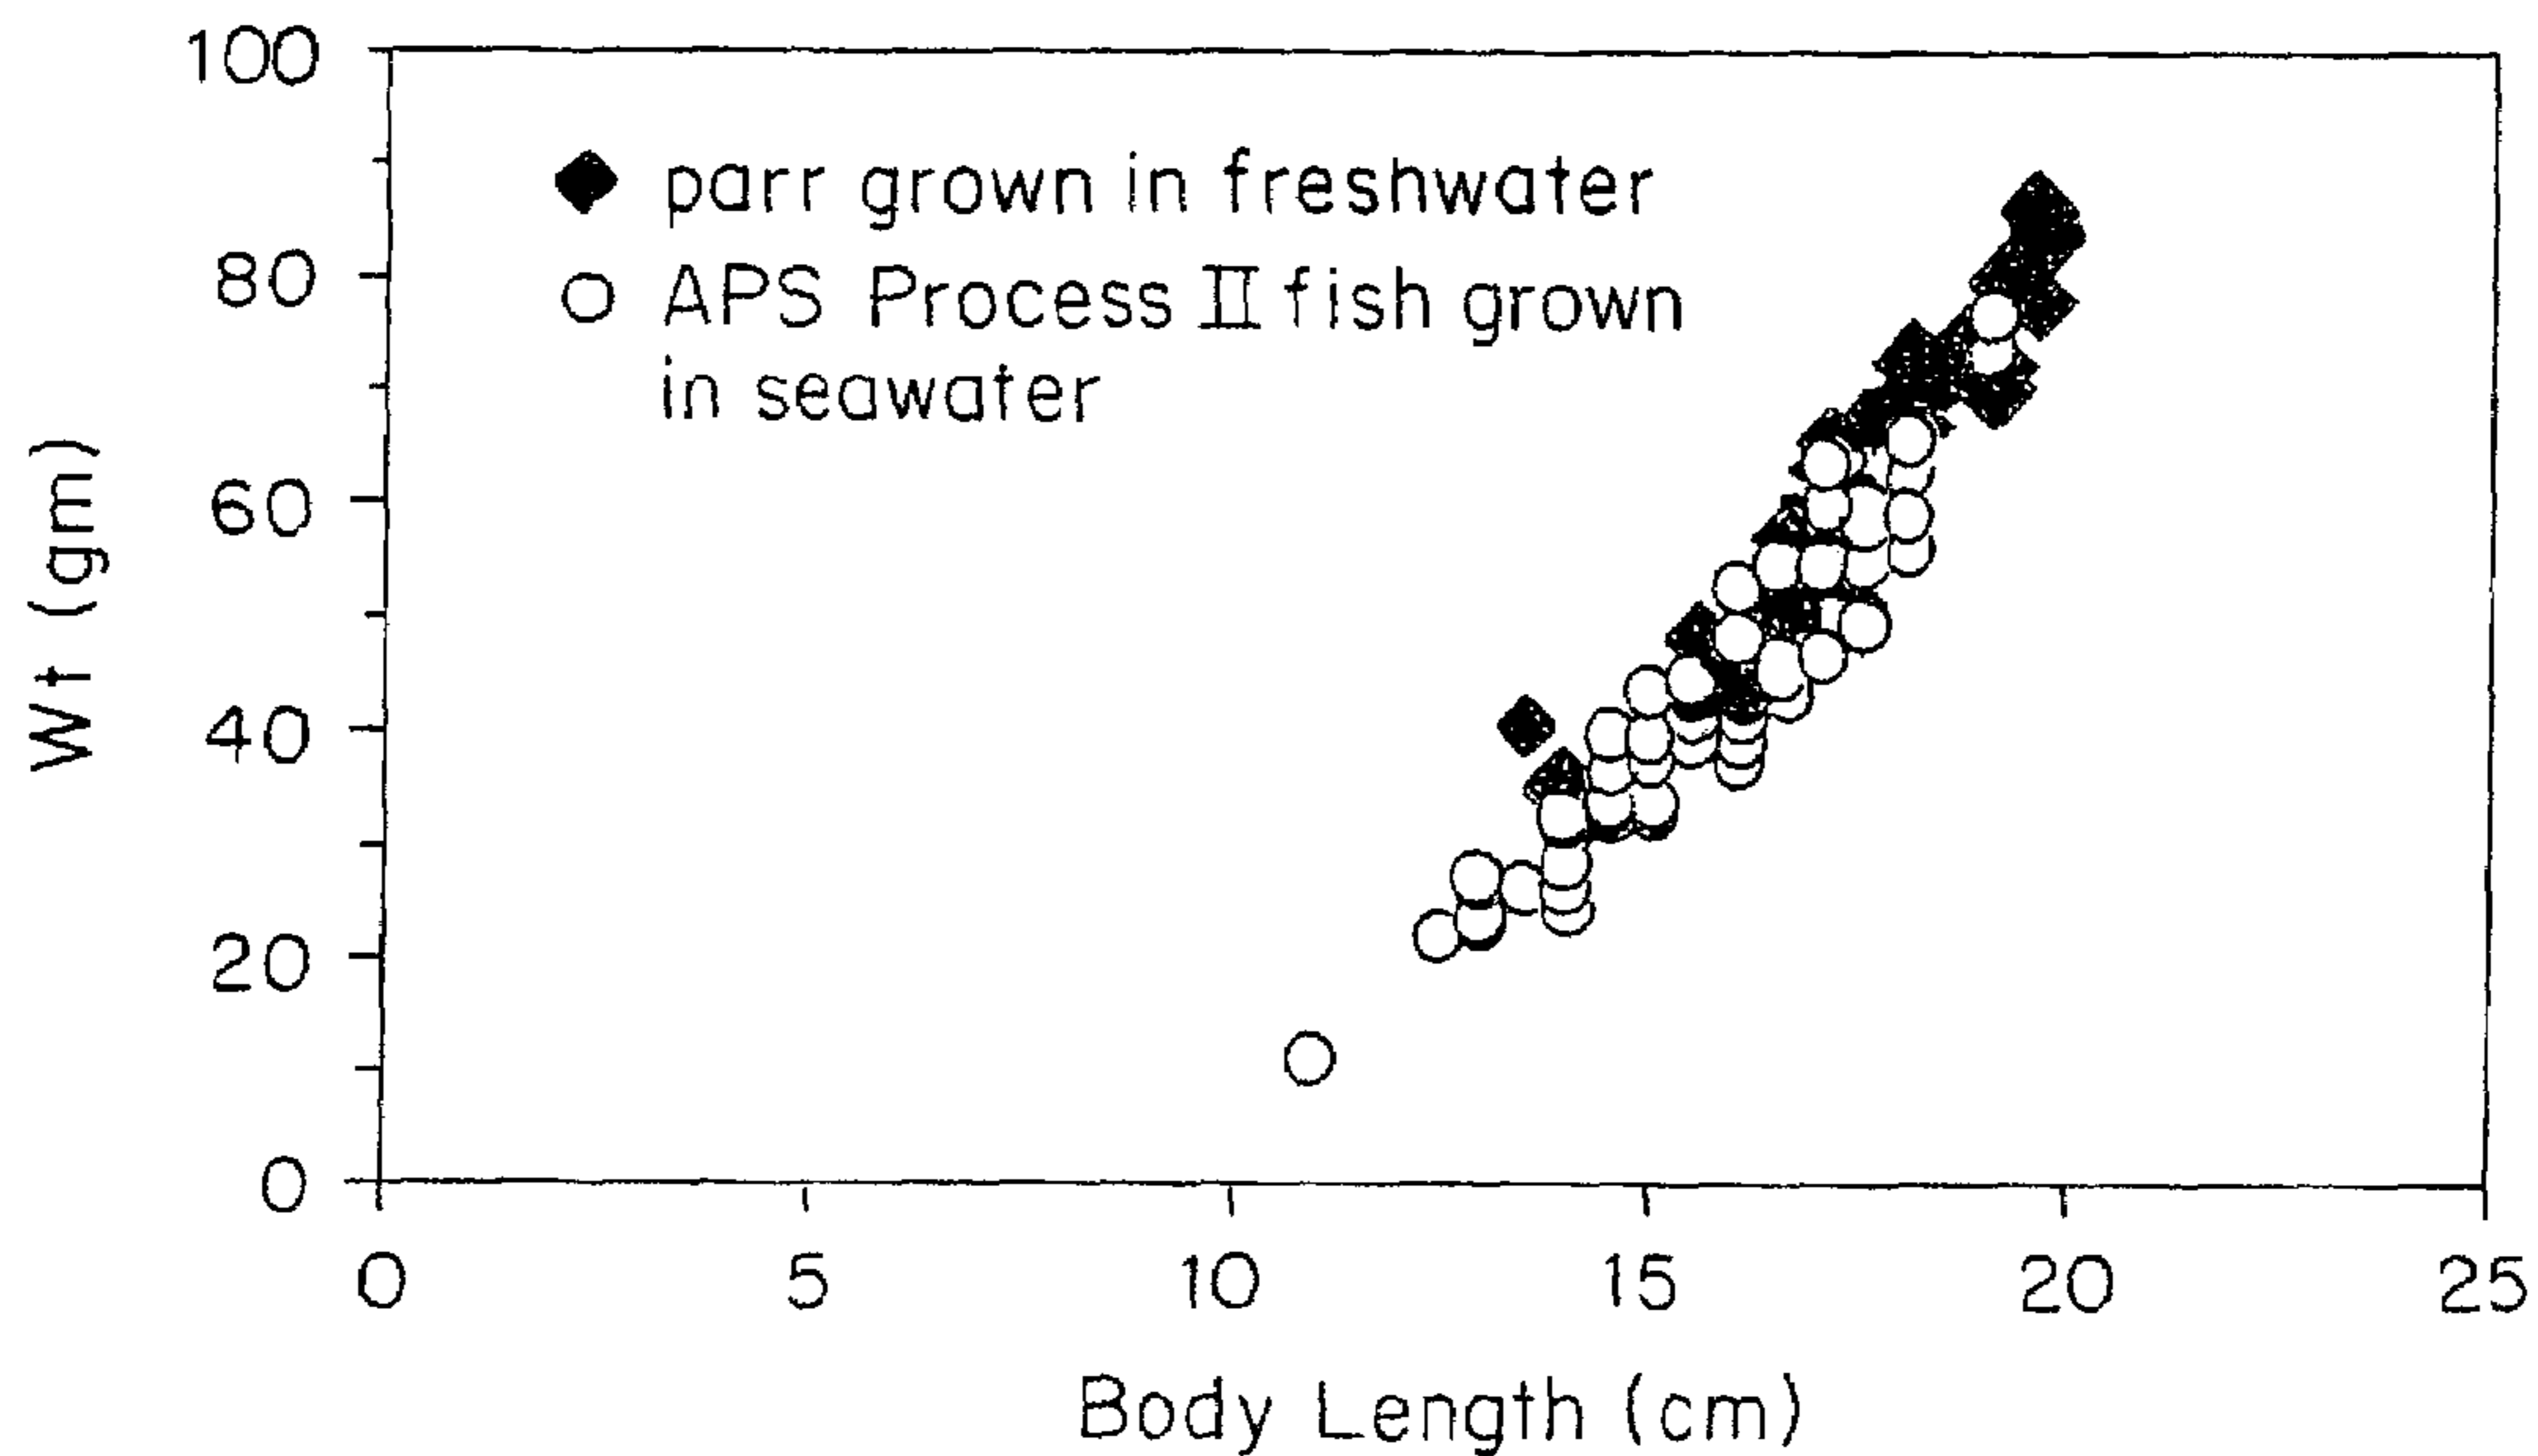 100
80
60
40
20
0
Wt (gm)
parr grown in freshwater
APS Process II fish grown
in seawater
0 5 10 15 20 25
Body Length (cm)